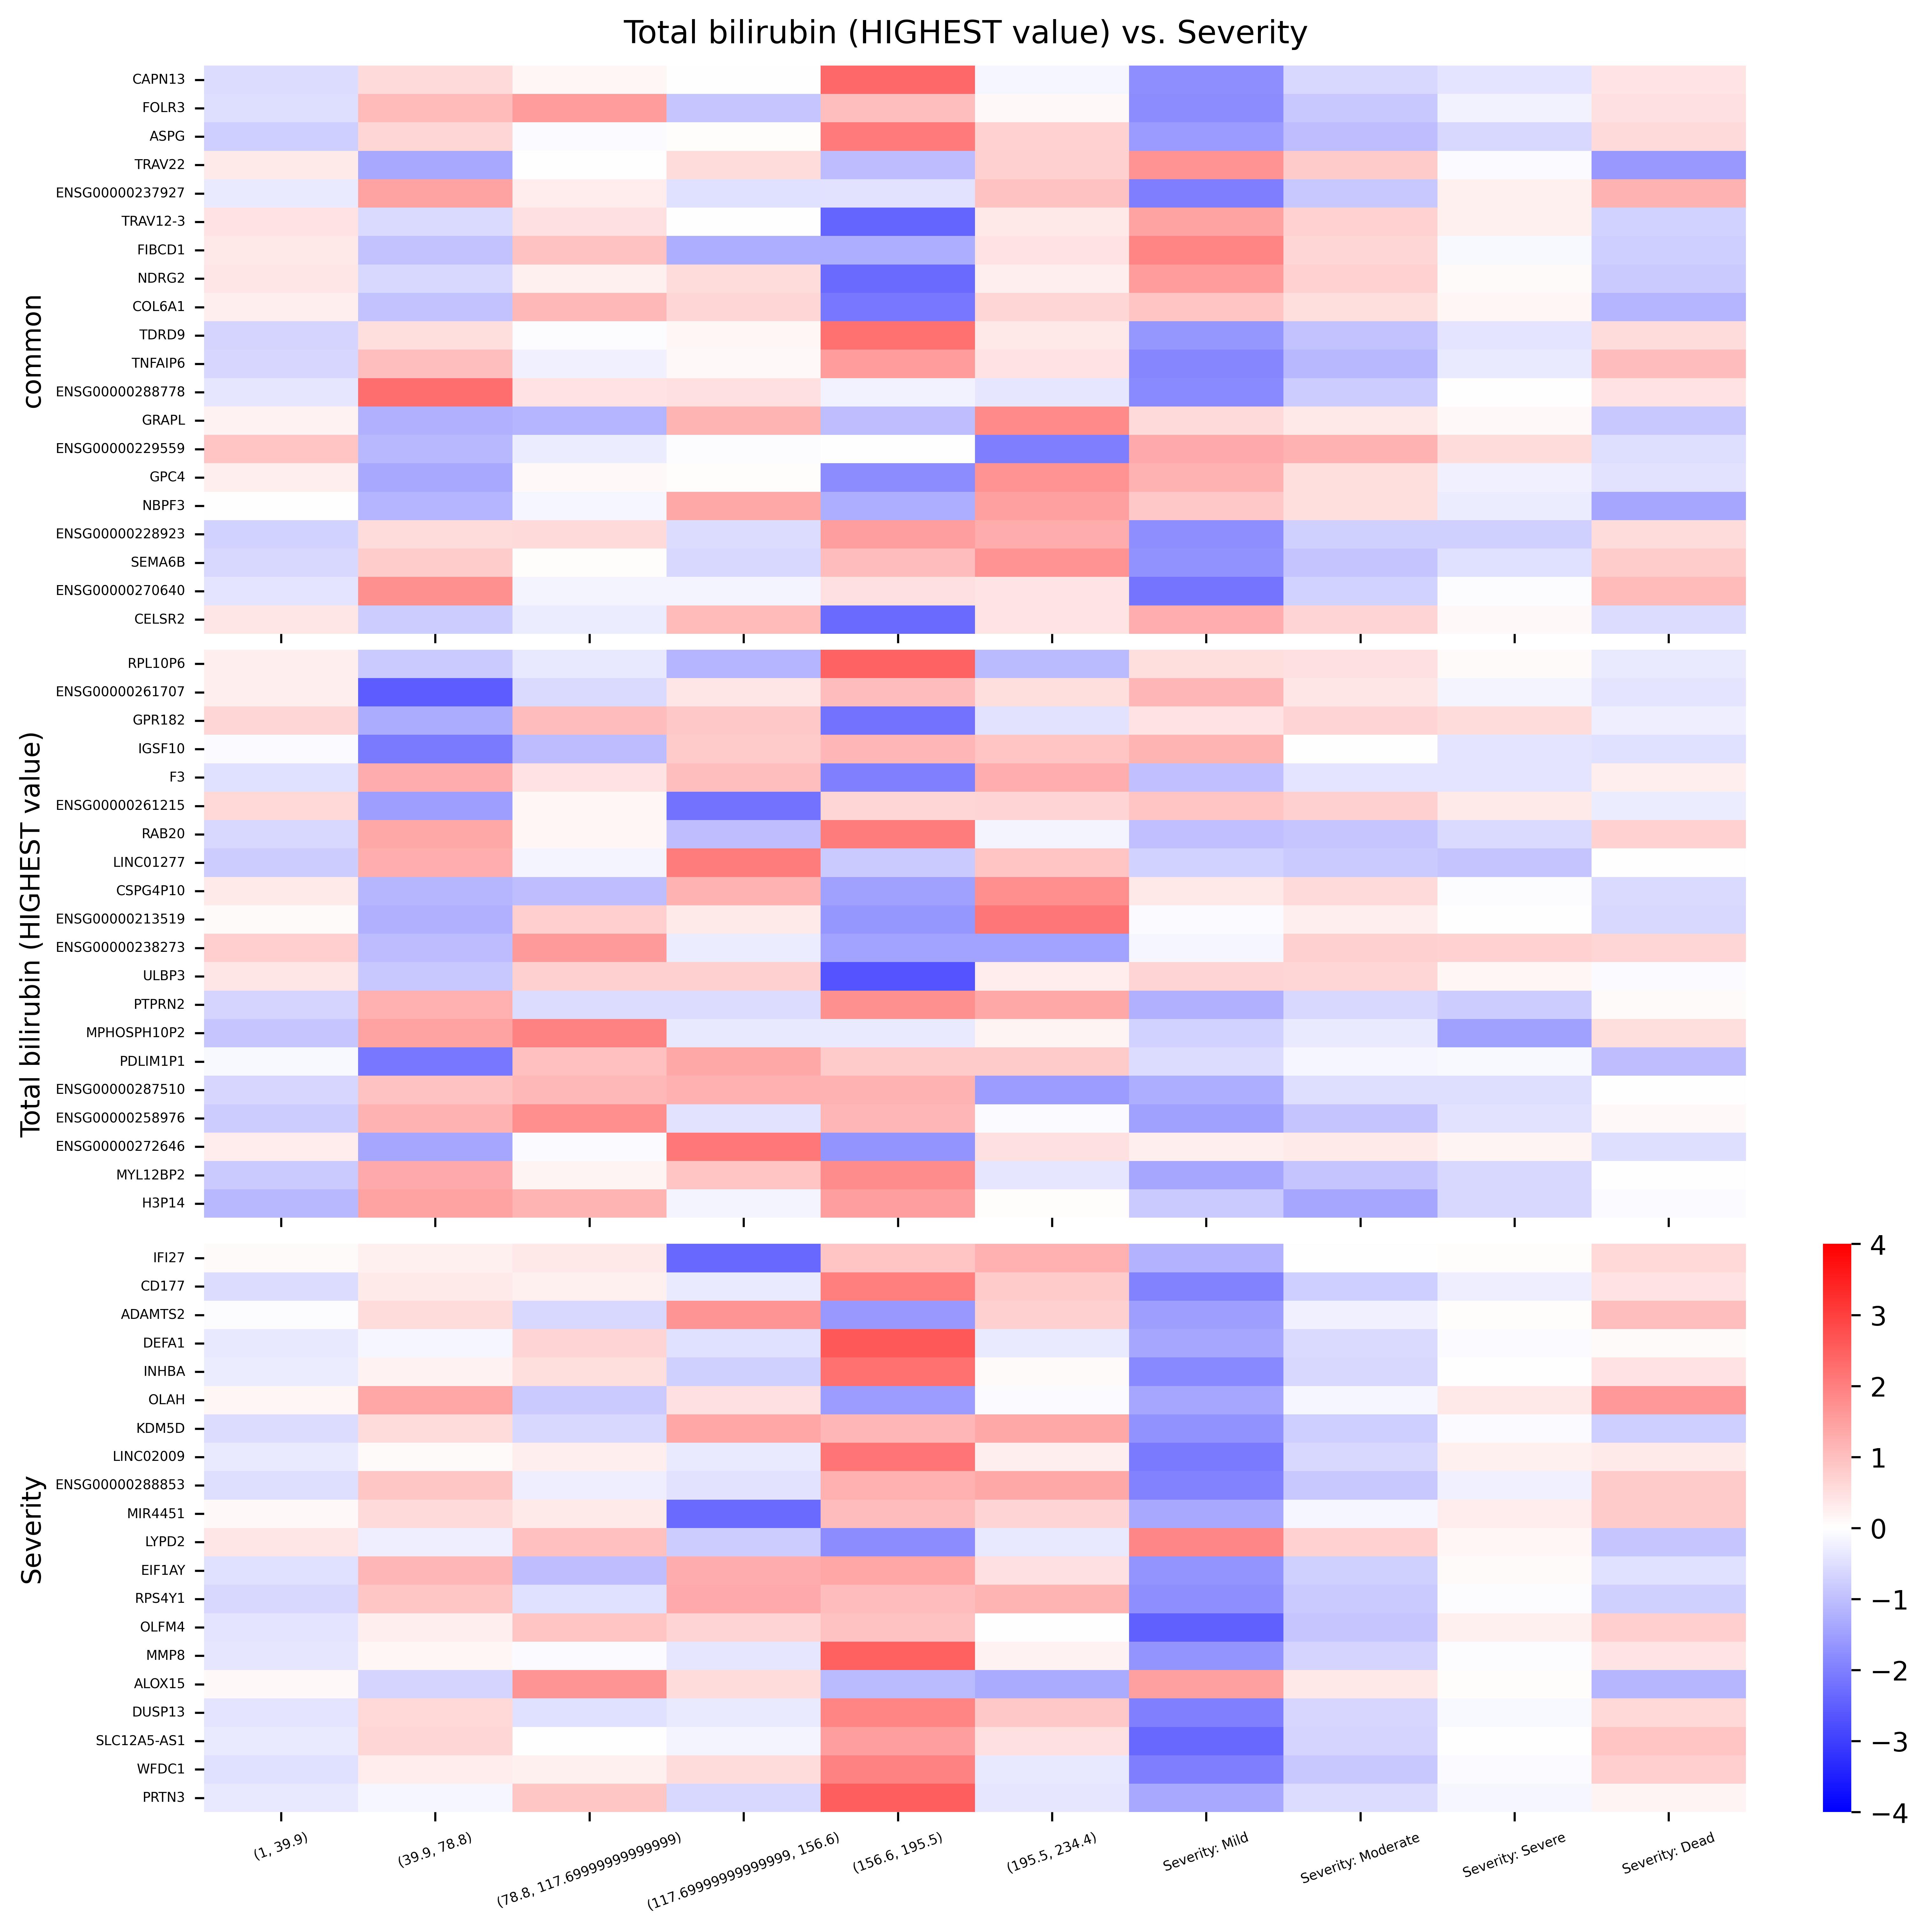 Total bilirubin (HIGHEST value) vs. Severity
common
CAPN13
FOLR3
ASPG
TRAV22
ENSG00000237927
TRAV12-3
FIBCD1
NDRG2
COL6A1
TDRD9
TNFAIP6
ENSG00000288778
GRAPL
ENSG00000229559
GPC4
NBPF3
ENSG00000228923
SEMA6B
ENSG00000270640
CELSR2
Total bilirubin (HIGHEST value)
RPL10P6
ENSG00000261707
GPR182
IGSF10
F3
ENSG00000261215
RAB20
LINC01277
CSPG4P10
ENSG00000213519
ENSG00000238273
ULBP3
PTPRN2
MPHOSPH10P2
PDLIM1P1
ENSG00000287510
ENSG00000258976
ENSG00000272646
MYL12BP2
H3P14
Severity
IFI27
CD177
ADAMTS2
DEFA1
INHBA
OLAH
KDM5D
LINC02009
ENSG00000288853
MIR4451
LYPD2
EIF1AY
RPS4Y1
OLFM4
MMP8
ALOX15
DUSP13
SLC12A5-AS1
WFDC1
PRTN3
(1, 39.9)
(39.9, 78.8)
(78.8, 117.69999999999999)
(117.69999999999999, 156.6)
(156.6, 195.5)
(195.5, 234.4)
Severity: Mild
Severity: Moderate
Severity: Severe
Severity: Dead
4
3
2
1
0
−1
−2
−3
−4